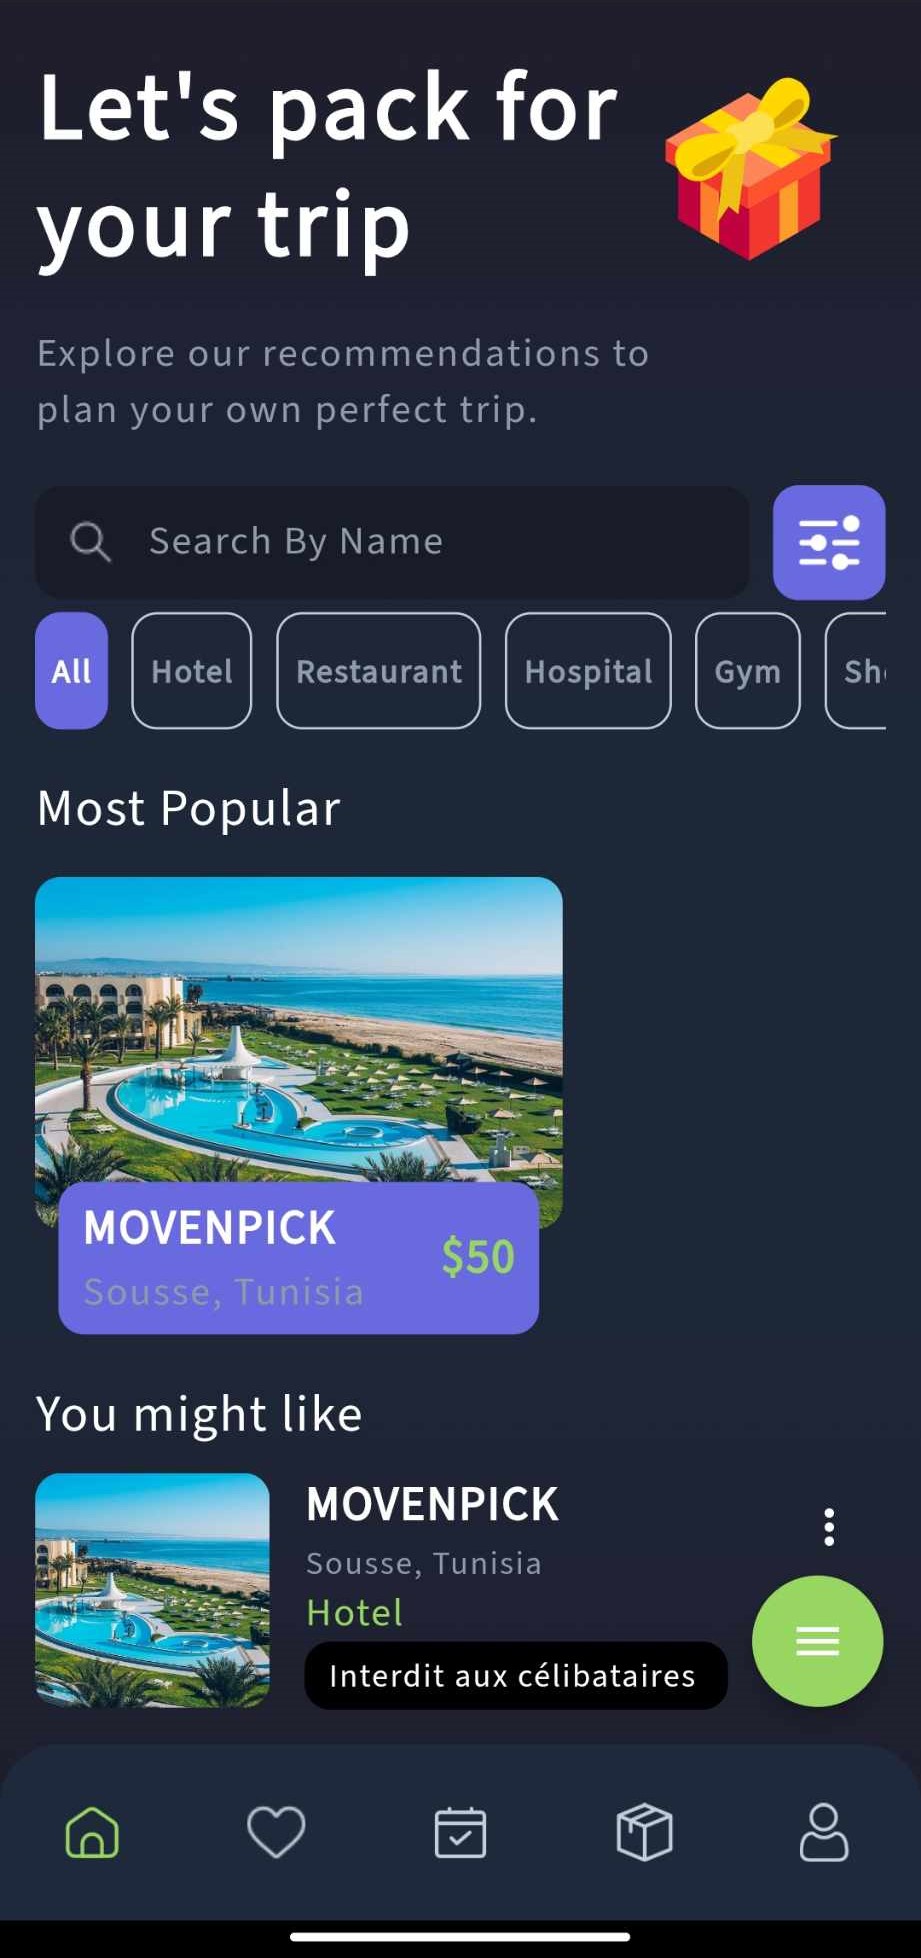 Let's pack for
your trip
Explore our recommendations to
plan your own perfect trip.
Search By Name
All
Hotel
Restaurant
Hospital
Gym
Most Popular
MOVENPICK
$50
Sousse, Tunisia
You might like
MOVENPICK
Sousse, Tunisia
Hotel
Interdit aux célibataires